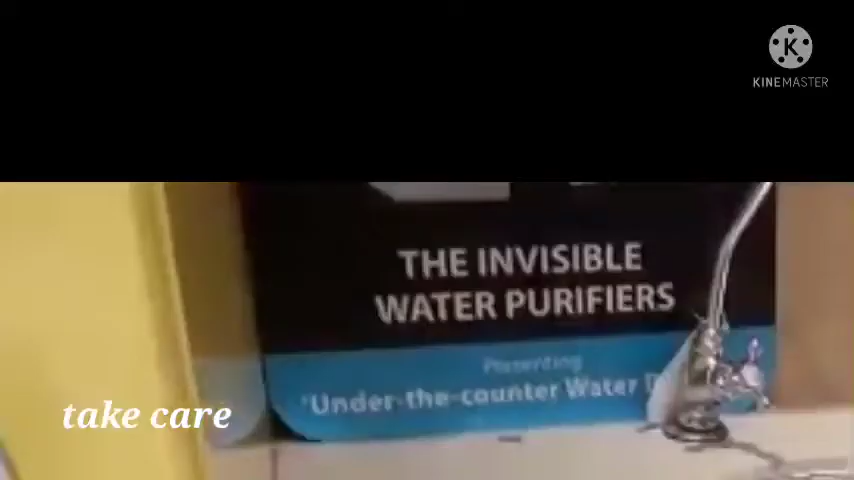 KINEMASTER
THE INVISIBLE
WATER PURIFIERS
Presenting
'Under-the-counter Water
take care